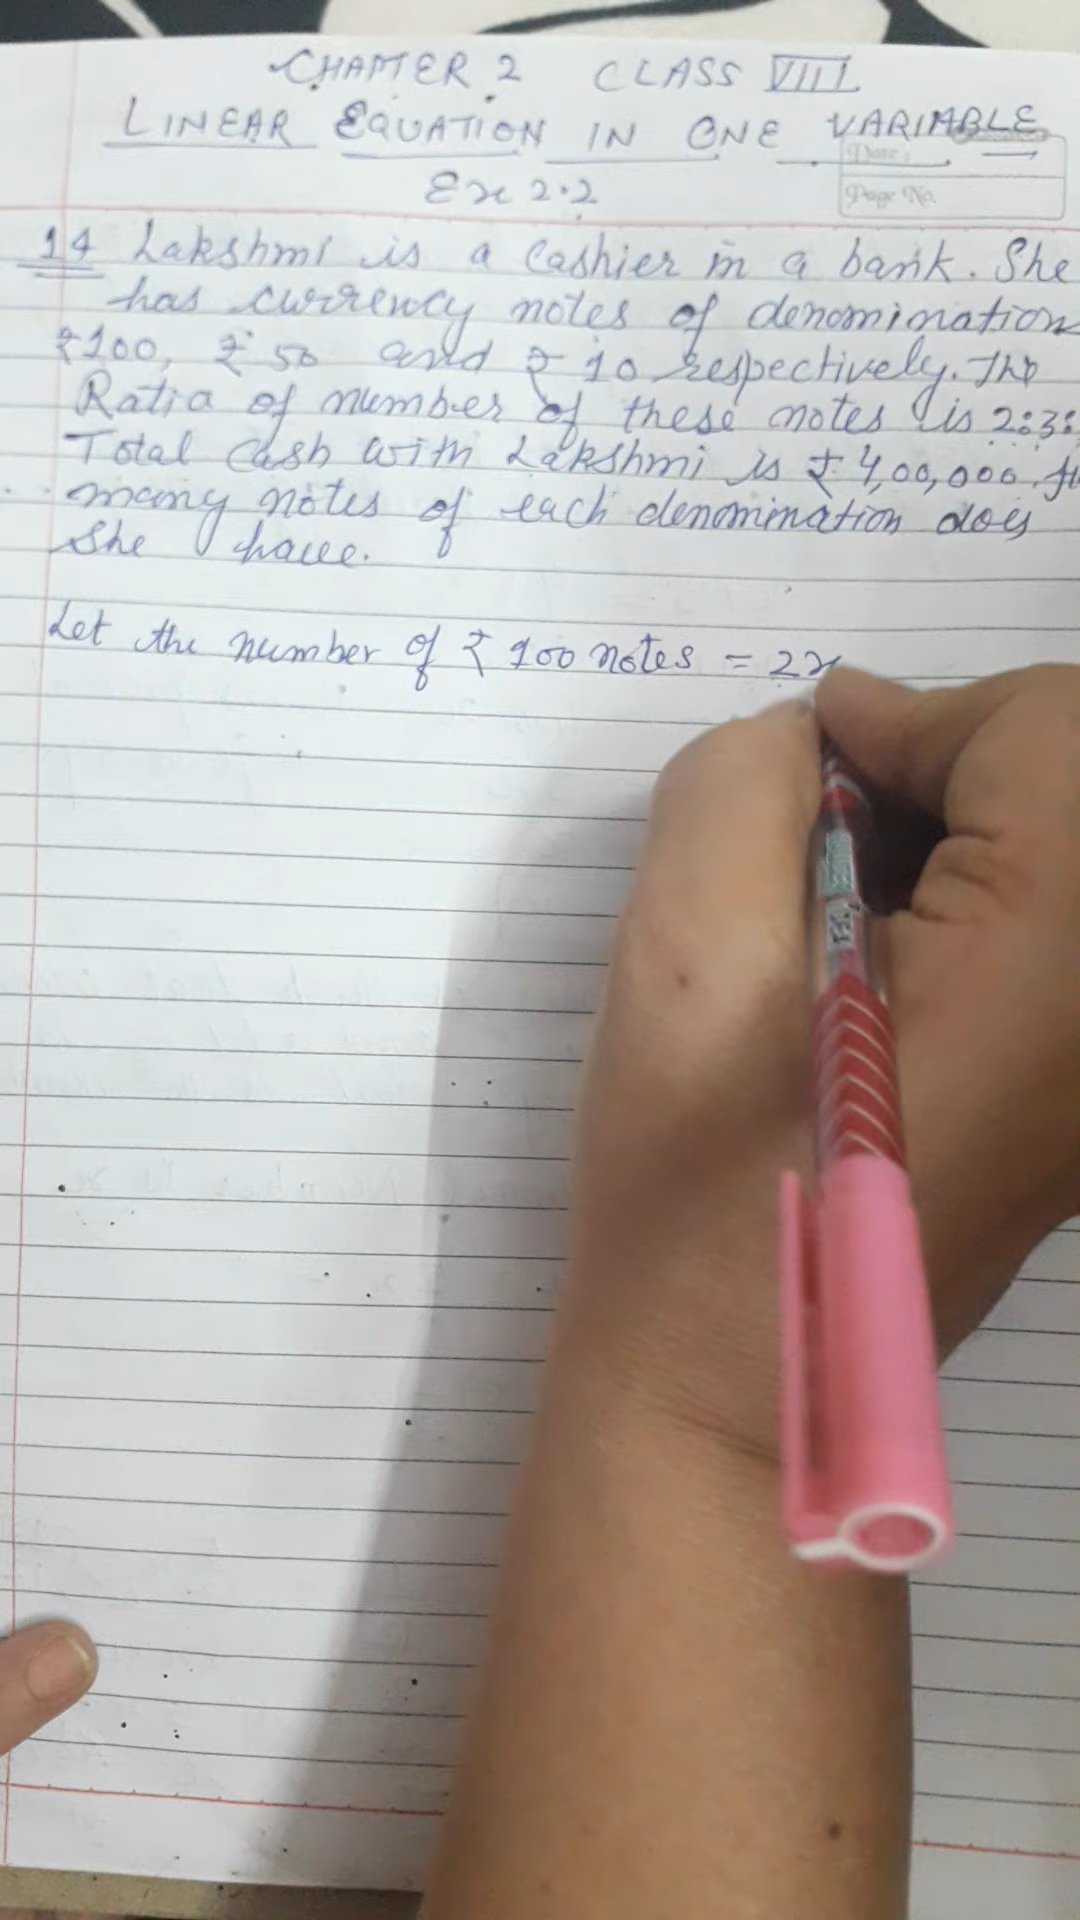 CHAPTER 2 CLASS VIII
LINEAR EQUATION IN ONE VARIABLE
Date:
Page No.
Ex 2.2
14 Lakshmi is a cashier in a bank. She
has currency notes of denomination
₹100, ₹ 50 and ₹ 10 respectively. The
Ratio of number of these notes is 2:3:
Total cash with Lakshmi is ₹ 4,00,000.
many notes of each denomination does
She have.
Let the number of ₹ 100 notes = 2x